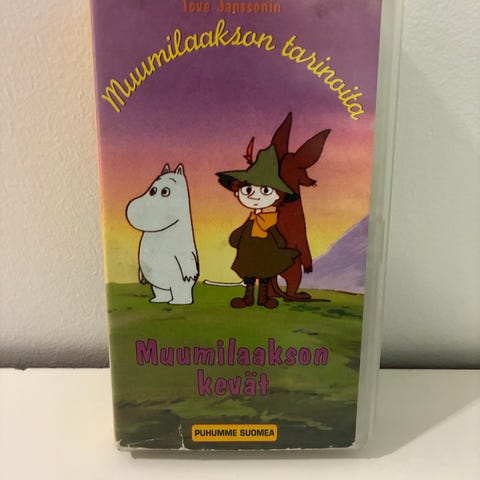 Tove Janssonin
Muumilaakson tarinoita
Muumilaakson
kevät
PUHUMME SUOMEA